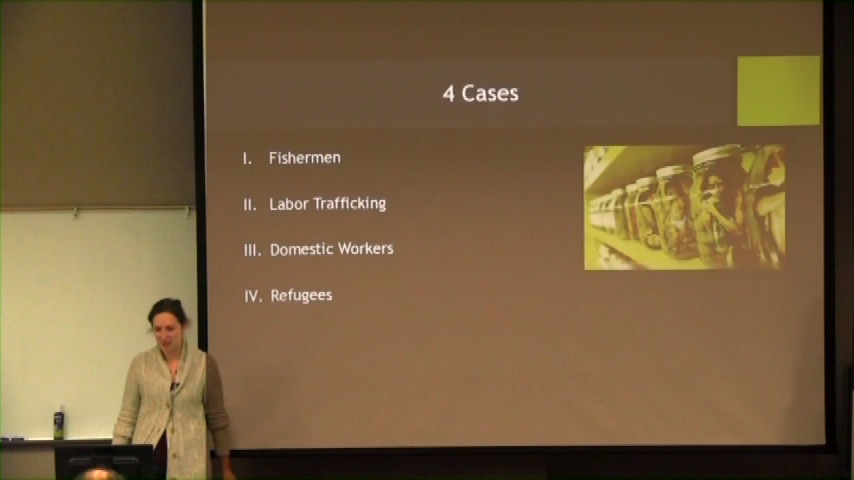 4 Cases
I. Fishermen
II. Labor Trafficking
III. Domestic Workers
IV. Refugees